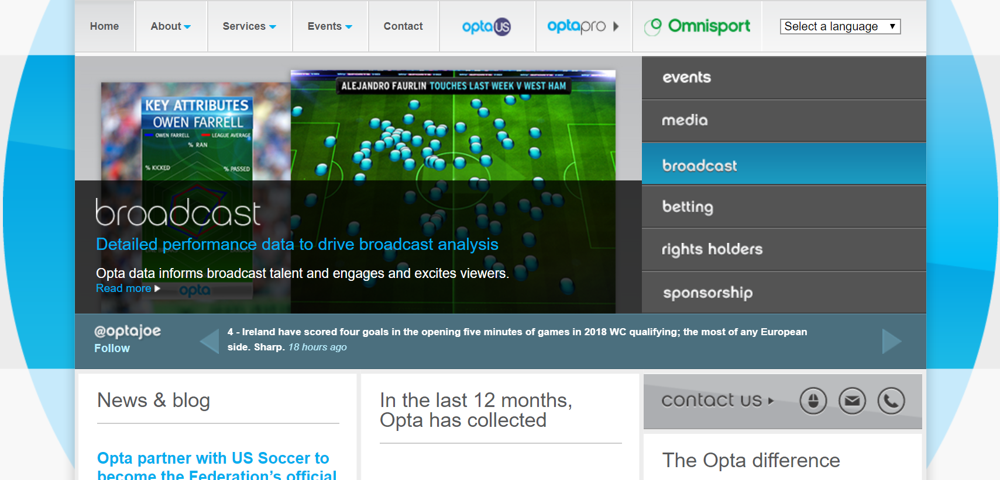 Home
About
Services
Events
Contact
optaus
optapro
Omnisport
Select a language
KEY ATTRIBUTES
OWEN FARRELL
OWEN FARRELL
LEAGUE AVERAGE
% RAN
% KICKED
% PASSED
opta
ALEJANDRO FAURLIN TOUCHES LAST WEEK V WEST HAM
broadcast
Detailed performance data to drive broadcast analysis
Opta data informs broadcast talent and engages and excites viewers.
Read more
events
media
broadcast
betting
rights holders
sponsorship
@optajoe
Follow
4 - Ireland have scored four goals in the opening five minutes of games in 2018 WC qualifying; the most of any European
side. Sharp. 18 hours ago
News & blog
Opta partner with US Soccer to
become the Federation's official
In the last 12 months,
Opta has collected
contact us
The Opta difference